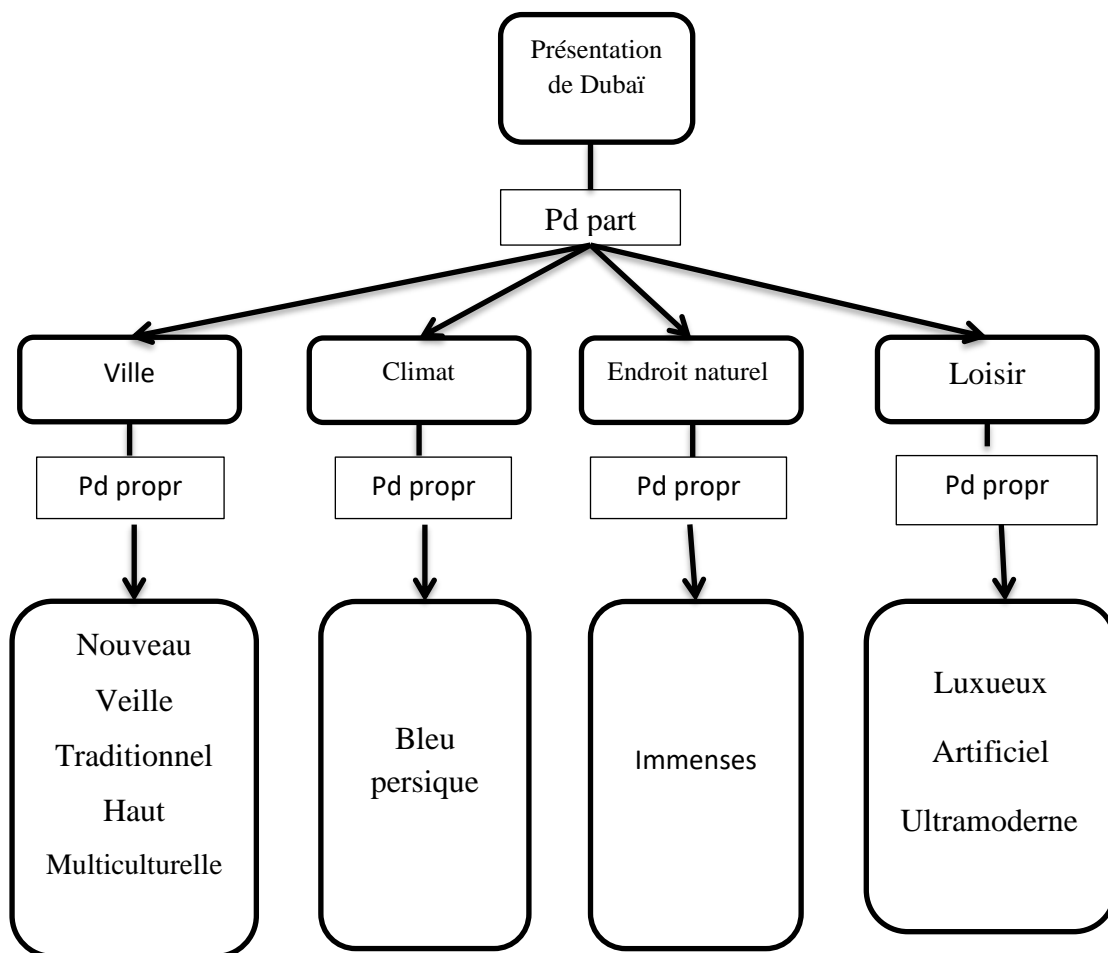 Présentation
de Dubaï
Pd part
Ville
Climat
Endroit naturel
Loisir
Pd propr
Pd propr
Pd propr
Pd propr
Nouveau
Veille
Traditionnel
Haut
Multiculturelle
Bleu
persique
Immenses
Luxueux
Artificiel
Ultramoderne